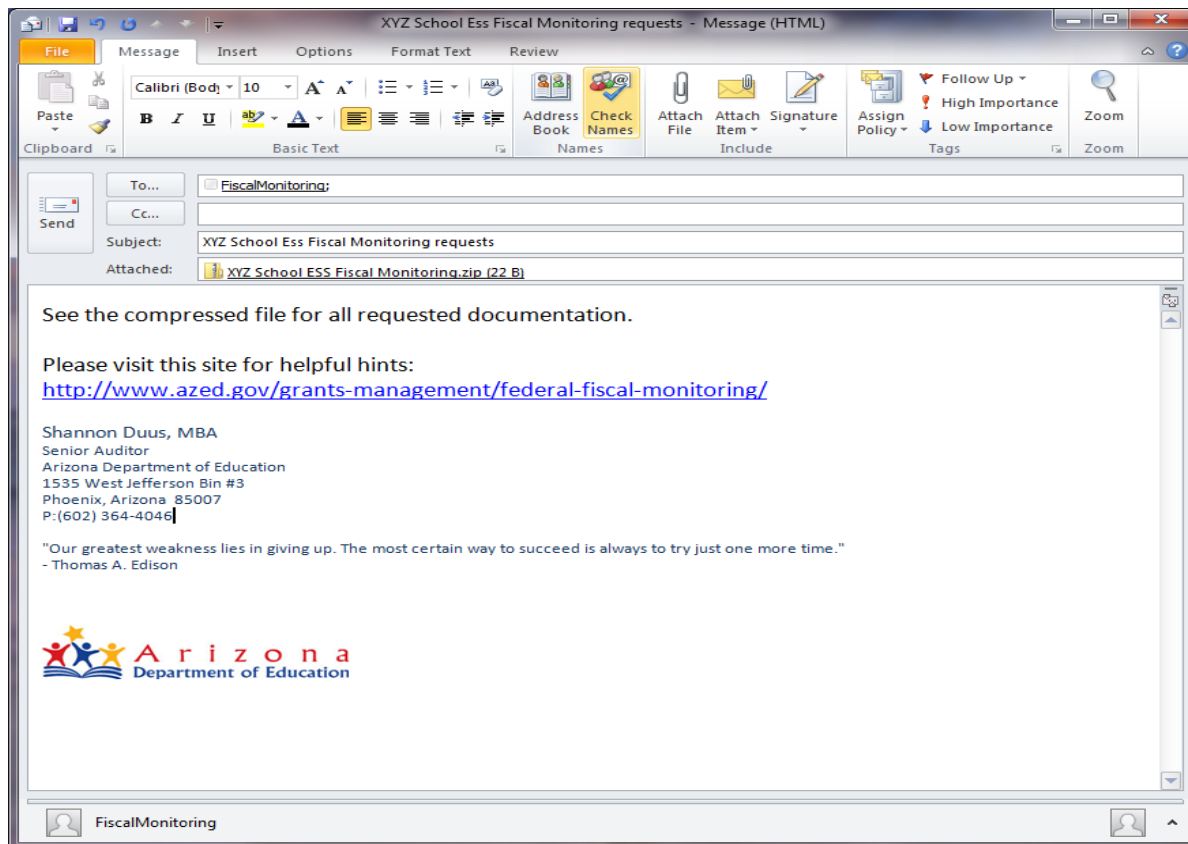 XYZ School Ess Fiscal Monitoring requests - Message (HTML)
File Message Insert Options Format Text Review
Paste
Clipboard
Calibri (Body 10
B I U
Basic Text
Address Book
Check Names
Names
Attach File
Attach Item
Signature
Include
Assign Policy
Follow Up
High Importance
Low Importance
Tags
Zoom
Zoom
Send
To... FiscalMonitoring;
Cc...
Subject: XYZ School Ess Fiscal Monitoring requests
Attached: XYZ School ESS Fiscal Monitoring.zip (22 B)
See the compressed file for all requested documentation.
Please visit this site for helpful hints:
http://www.azed.gov/grants-management/federal-fiscal-monitoring/
Shannon Duus, MBA
Senior Auditor
Arizona Department of Education
1535 West Jefferson Bin #3
Phoenix, Arizona 85007
P:(602) 364-4046
"Our greatest weakness lies in giving up. The most certain way to succeed is always to try just one more time."
- Thomas A. Edison
Arizona
Department of Education
FiscalMonitoring